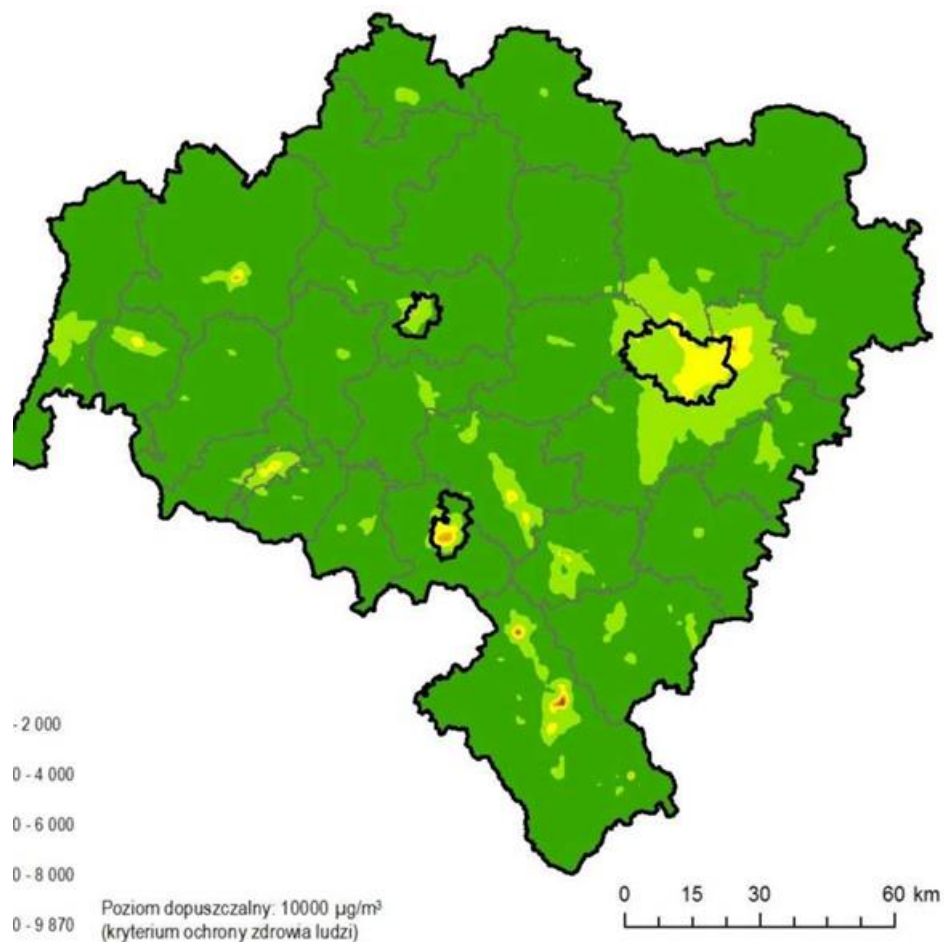 - 2 000
0 - 4 000
0 - 6 000
0 - 8 000
0 - 9 870
Poziom dopuszczalny: 10000 µg/m³
(kryterium ochrony zdrowia ludzi)
0 15 30 60 km